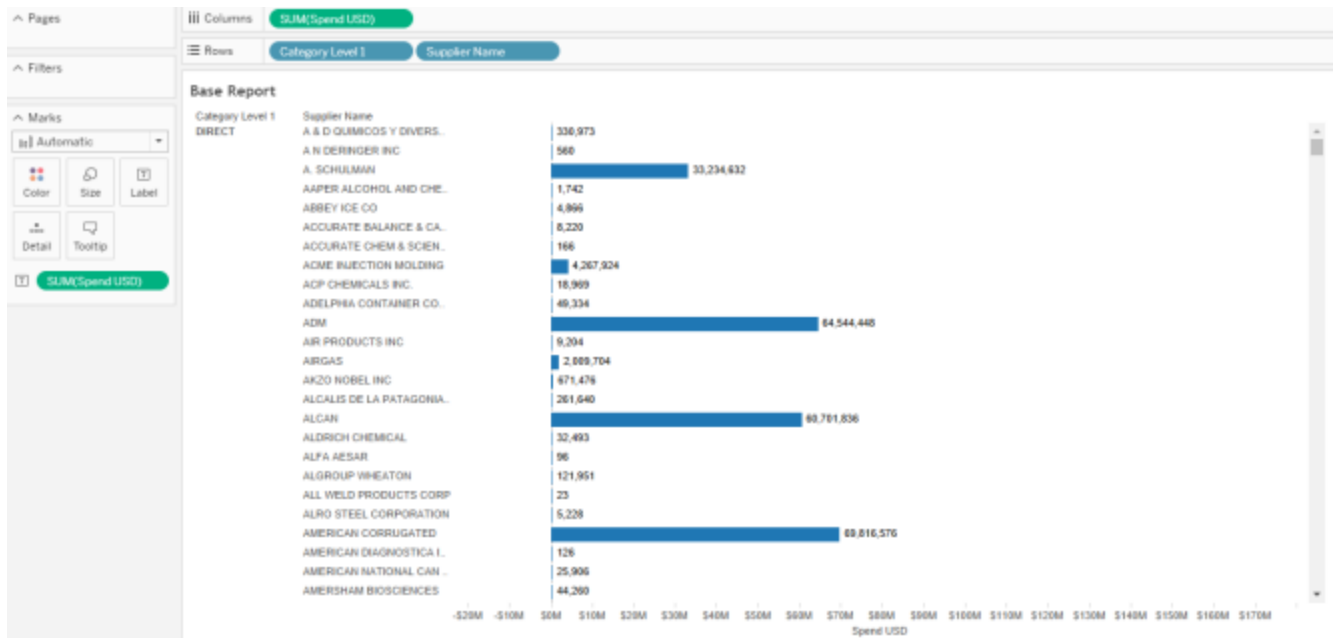 Pages
Columns SUM(Spend USD)
Rows Category Level 1 Supplier Name
Filters
Base Report
Marks
Category Level 1 Supplier Name
Automatic
DIRECT A & D QUIMICOS Y DIVERS.. 330,973
A N DERINGER INC 560
A. SCHULMAN 33,234,632
Color Size Label
AAPER ALCOHOL AND CHE.. 1,742
ABBEY ICE CO 4,866
ACCURATE BALANCE & CA.. 8,220
Detail Tooltip
ACCURATE CHEM & SCIEN.. 166
ACME INJECTION MOLDING 4,267,924
SUM(Spend USD)
ACP CHEMICALS INC. 18,969
ADELPHIA CONTAINER CO.. 49,334
ADM 64,544,448
AIR PRODUCTS INC 9,204
AIRGAS 2,009,704
AKZO NOBEL INC 671,476
ALCALIS DE LA PATAGONIA.. 261,640
ALCAN 60,701,836
ALDRICH CHEMICAL 32,493
ALFA AESAR 96
ALGROUP WHEATON 121,951
ALL WELD PRODUCTS CORP 23
ALRO STEEL CORPORATION 5,228
AMERICAN CORRUGATED 69,816,576
AMERICAN DIAGNOSTICA I.. 126
AMERICAN NATIONAL CAN .. 25,906
AMERSHAM BIOSCIENCES 44,260
-$20M -$10M $0M $10M $20M $30M $40M $50M $60M $70M $80M $90M $100M $110M $120M $130M $140M $150M $160M $170M
Spend USD